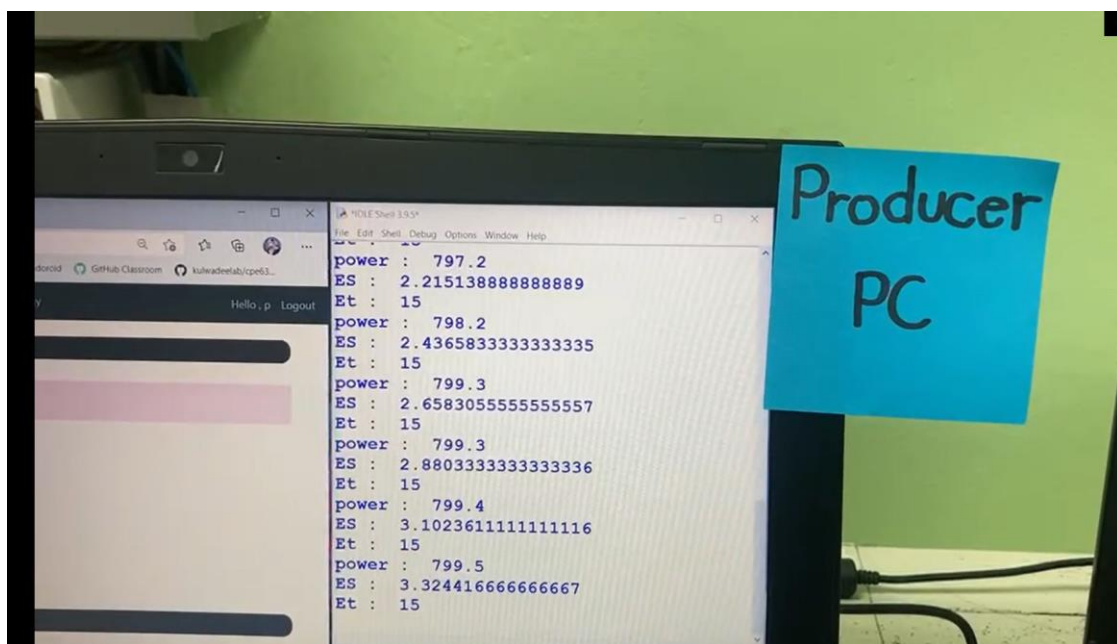 Producer
PC
*IDLE Shell 3.9.5*
File Edit Shell Debug Options Window Help
power : 797.2
ES : 2.215138888888889
Et : 15
power : 798.2
ES : 2.4365833333333335
Et : 15
power : 799.3
ES : 2.6583055555555557
Et : 15
power : 799.3
ES : 2.8803333333333336
Et : 15
power : 799.4
ES : 3.1023611111111116
Et : 15
power : 799.5
ES : 3.324416666666667
Et : 15
GitHub Classroom kulwadeelab/cpe63...
Hello , p Logout